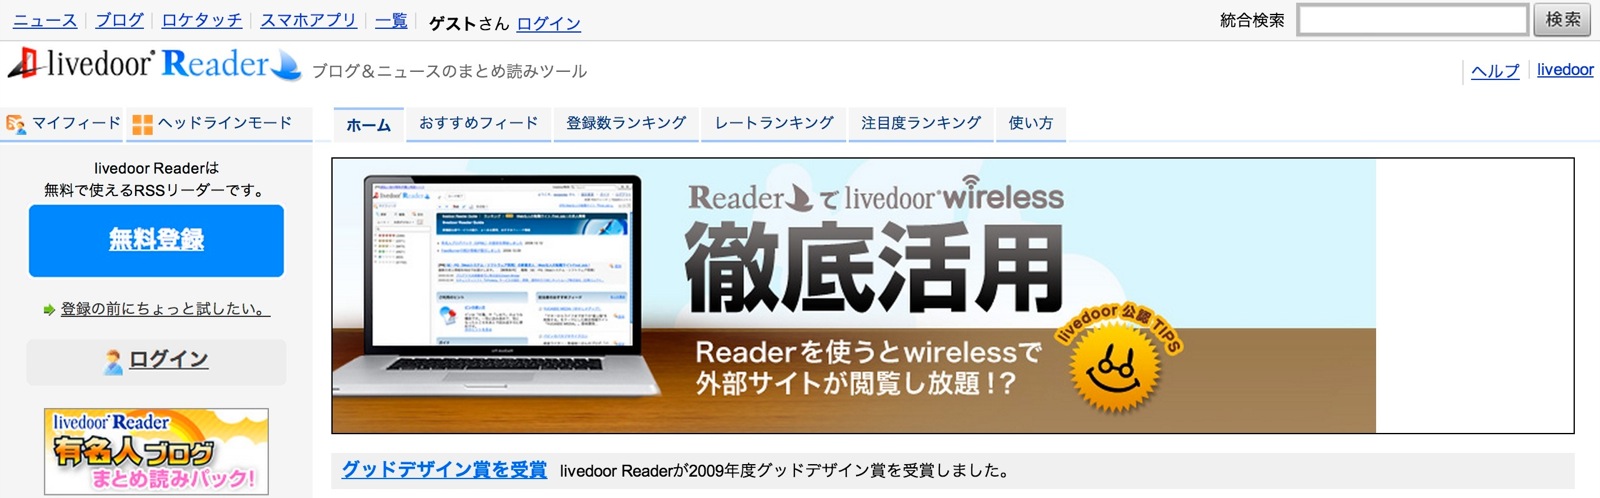 ニュース ブログ ロケタッチ スマホアプリ 一覧 ゲストさん ログイン 統合検索 検索
livedoor Reader ブログ＆ニュースのまとめ読みツール ヘルプ livedoor
マイフィード ヘッドラインモード ホーム おすすめフィード 登録数ランキング レートランキング 注目度ランキング 使い方
livedoor Readerは
無料で使えるRSSリーダーです。
無料登録
登録の前にちょっと試したい。
ログイン
livedoor Reader
有名人ブログ
まとめ読みパック!
Readerでlivedoor wireless
徹底活用
Readerを使うとwirelessで
外部サイトが閲覧し放題!?
livedoor 公認 TIPS
グッドデザイン賞を受賞 livedoor Readerが2009年度グッドデザイン賞を受賞しました。